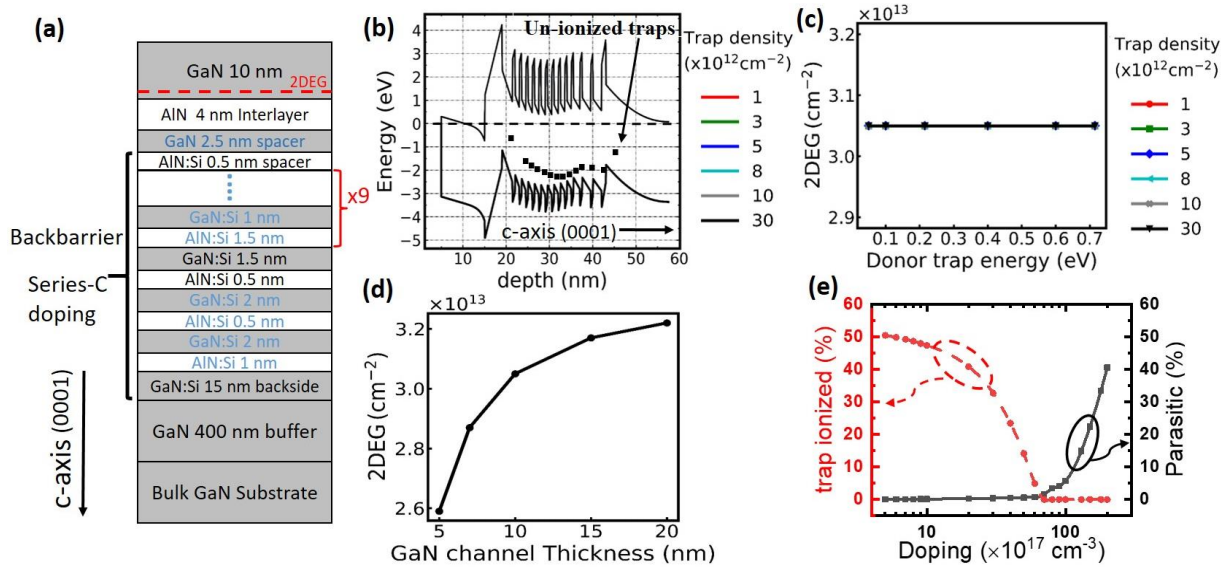 (a)
GaN 10 nm
2DEG
AlN 4 nm Interlayer
GaN 2.5 nm spacer
AlN:Si 0.5 nm spacer
x9
GaN:Si 1 nm
AlN:Si 1.5 nm
GaN:Si 1.5 nm
AlN:Si 0.5 nm
GaN:Si 2 nm
AlN:Si 0.5 nm
GaN:Si 2 nm
AlN:Si 1 nm
GaN:Si 15 nm backside
GaN 400 nm buffer
Bulk GaN Substrate
Backbarrier
Series-C
doping
c-axis (0001)
(b)
Un-ionized traps
Energy (eV)
5
4
3
2
1
0
−1
−2
−3
−4
−5
c-axis (0001)
0 10 20 30 40 50 60
depth (nm)
Trap density
(x10¹²cm⁻²)
1
3
5
8
10
30
(c)
×10¹³
2DEG (cm⁻²)
3.2
3.1
3.0
2.9
0.1 0.2 0.3 0.4 0.5 0.6 0.7
Donor trap energy (eV)
Trap density
(x10¹²cm⁻²)
1
3
5
8
10
30
(d)
×10¹³
2DEG (cm⁻²)
3.2
3.0
2.8
2.6
5 10 15 20
GaN channel Thickness (nm)
(e)
trap ionized (%)
60
50
40
30
20
10
0
Parasitic (%)
60
50
40
30
20
10
0
10 100
Doping (×10¹⁷ cm⁻³)